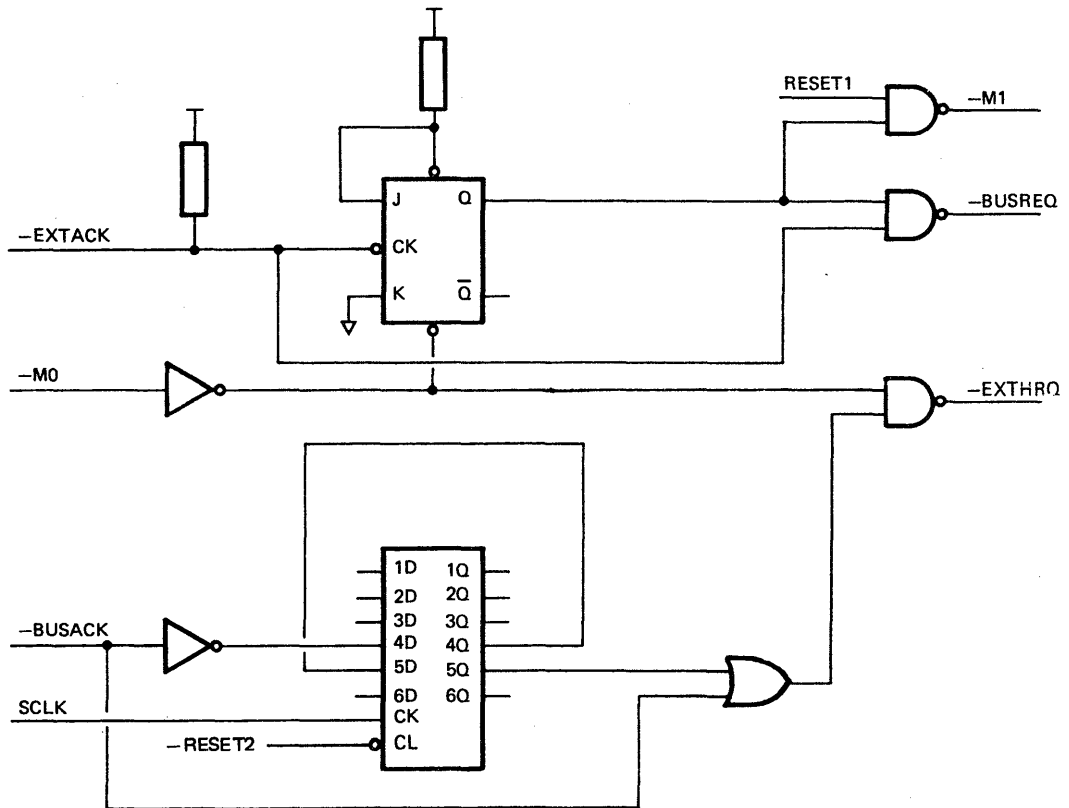 RESET1
—M1
J
Q
—BUSREQ
—EXTACK
CK
K
Q̅
—M0
—EXTHRQ
1D 1Q
2D 2Q
3D 3Q
—BUSACK
4D 4Q
5D 5Q
6D 6Q
SCLK
CK
—RESET2
CL